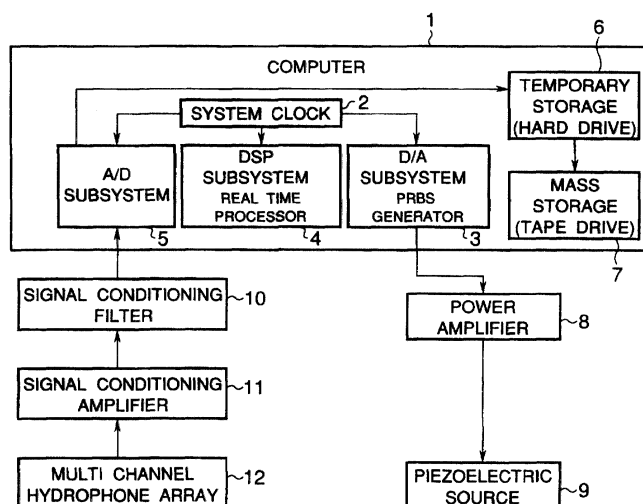 1
COMPUTER
6
TEMPORARY
STORAGE
(HARD DRIVE)
SYSTEM CLOCK
2
A/D
SUBSYSTEM
5
DSP
SUBSYSTEM
REAL TIME
PROCESSOR
4
D/A
SUBSYSTEM
PRBS
GENERATOR
3
MASS
STORAGE
(TAPE DRIVE)
7
SIGNAL CONDITIONING
FILTER
10
POWER
AMPLIFIER
8
SIGNAL CONDITIONING
AMPLIFIER
11
MULTI CHANNEL
HYDROPHONE ARRAY
12
PIEZOELECTRIC
SOURCE
9